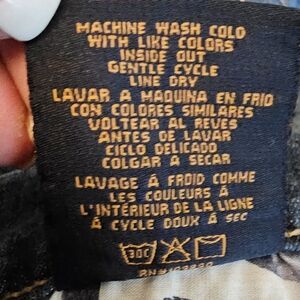 MACHINE WASH COLD
WITH LIKE COLORS
INSIDE OUT
GENTLE CYCLE
LINE DRY
LAVAR A MAQUINA EN FRIO
CON COLORES SIMILARES
VOLTEAR AL REVES
ANTES DE LAVAR
CICLO DELICADO
COLGAR A SECAR
LAVAGE À FROID COMME
LES COULEURS À
L'INTÉRIEUR DE LA LIGNE
À CYCLE DOUX À SEC
30C